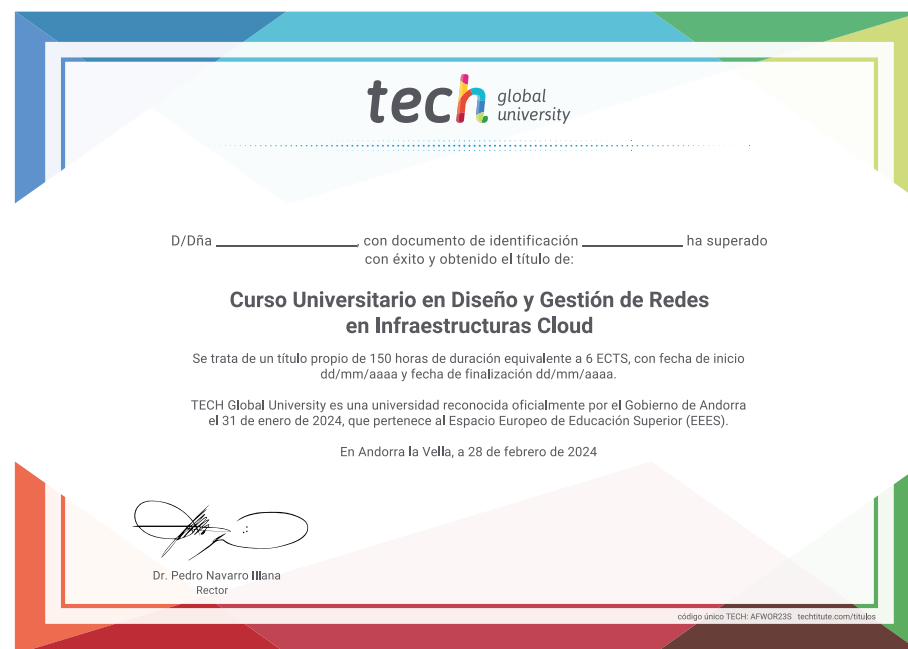 tech global
university
D/Dña ______________, con documento de identificación __________ ha superado
con éxito y obtenido el título de:
Curso Universitario en Diseño y Gestión de Redes
en Infraestructuras Cloud
Se trata de un título propio de 150 horas de duración equivalente a 6 ECTS, con fecha de inicio
dd/mm/aaaa y fecha de finalización dd/mm/aaaa.
TECH Global University es una universidad reconocida oficialmente por el Gobierno de Andorra
el 31 de enero de 2024, que pertenece al Espacio Europeo de Educación Superior (EEES).
En Andorra la Vella, a 28 de febrero de 2024
Dr. Pedro Navarro Illana
Rector
código único TECH: AFWOR23S techtitute.com/titulos